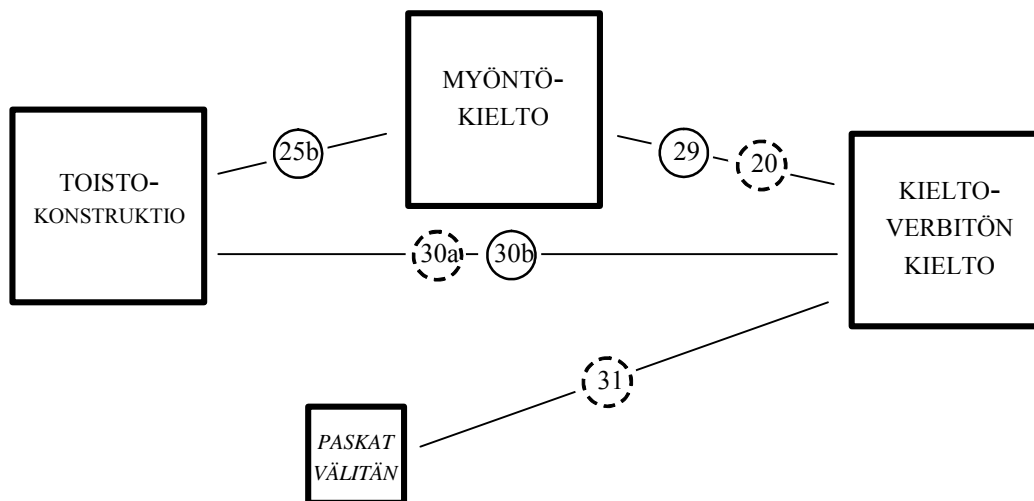 MYÖNTÖ-
KIELTO
TOISTO-
KONSTRUKTIO
25b
29
20
KIELTO-
VERBITÖN
KIELTO
30a
30b
31
PASKAT
VÄLITÄN